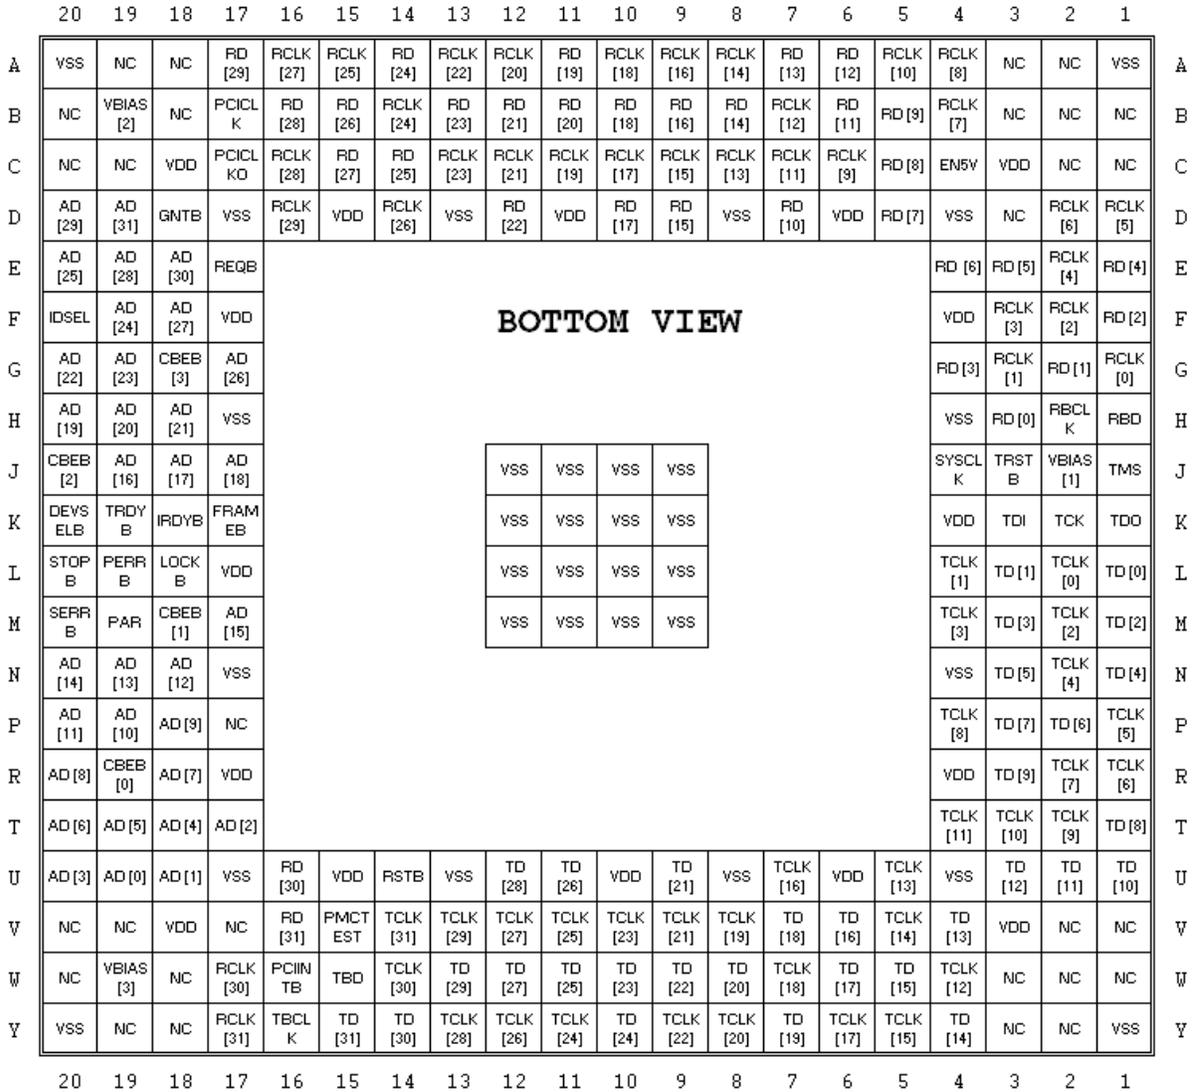 20 19 18 17 16 15 14 13 12 11 10 9 8 7 6 5 4 3 2 1
A VSS NC NC RD [29] RCLK [27] RCLK [25] RD [24] RCLK [22] RCLK [20] RD [19] RCLK [18] RCLK [16] RCLK [14] RD [13] RD [12] RCLK [10] RCLK [8] NC NC VSS A
B NC VBIAS [2] NC PCICL K RD [28] RD [26] RCLK [24] RD [23] RD [21] RD [20] RD [18] RD [16] RD [14] RCLK [12] RD [11] RD [9] RCLK [7] NC NC NC B
C NC NC VDD PCICL KO RCLK [28] RD [27] RD [25] RCLK [23] RCLK [21] RCLK [19] RCLK [17] RCLK [15] RCLK [13] RCLK [11] RCLK [9] RD [8] EN5V VDD NC NC C
D AD [29] AD [31] GNTB VSS RCLK [29] VDD RCLK [26] VSS RD [22] VDD RD [17] RD [15] VSS RD [10] VDD RD [7] VSS NC RCLK [6] RCLK [5] D
E AD [25] AD [28] AD [30] REQB RD [6] RD [5] RCLK [4] RD [4] E
F IDSEL AD [24] AD [27] VDD BOTTOM VIEW VDD RCLK [3] RCLK [2] RD [2] F
G AD [22] AD [23] CBEB [3] AD [26] RD [3] RCLK [1] RD [1] RCLK [0] G
H AD [19] AD [20] AD [21] VSS VSS RD [0] RBCL K RBD H
J CBEB [2] AD [16] AD [17] AD [18] VSS VSS VSS VSS SYSCL K TRST B VBIAS [1] TMS J
K DEVS ELB TRDY B IRDYB FRAM EB VSS VSS VSS VSS VDD TDI TCK TDO K
L STOP B PERR B LOCK B VDD VSS VSS VSS VSS TCLK [1] TD [1] TCLK [0] TD [0] L
M SERR B PAR CBEB [1] AD [15] VSS VSS VSS VSS TCLK [3] TD [3] TCLK [2] TD [2] M
N AD [14] AD [13] AD [12] VSS VSS TD [5] TCLK [4] TD [4] N
P AD [11] AD [10] AD [9] NC TCLK [8] TD [7] TD [6] TCLK [5] P
R AD [8] CBEB [0] AD [7] VDD VDD TD [9] TCLK [7] TCLK [6] R
T AD [6] AD [5] AD [4] AD [2] TCLK [11] TCLK [10] TCLK [9] TD [8] T
U AD [3] AD [0] AD [1] VSS RD [30] VDD RSTB VSS TD [28] TD [26] VDD TD [21] VSS TCLK [16] VDD TCLK [13] VSS TD [12] TD [11] TD [10] U
V NC NC VDD NC RD [31] PMCT EST TCLK [31] TCLK [29] TCLK [27] TCLK [25] TCLK [23] TCLK [21] TCLK [19] TD [18] TD [16] TCLK [14] TD [13] VDD NC NC V
W NC VBIAS [3] NC RCLK [30] PCIIN TB TBD TCLK [30] TD [29] TD [27] TD [25] TD [23] TD [22] TD [20] TCLK [18] TD [17] TD [15] TCLK [12] NC NC NC W
Y VSS NC NC RCLK [31] TBCL K TD [31] TD [30] TCLK [28] TCLK [26] TCLK [24] TD [24] TCLK [22] TCLK [20] TD [19] TCLK [17] TCLK [15] TD [14] NC NC VSS Y
20 19 18 17 16 15 14 13 12 11 10 9 8 7 6 5 4 3 2 1